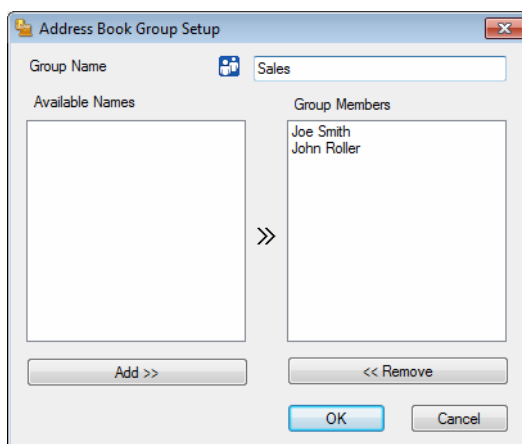 Address Book Group Setup
Group Name
Sales
Available Names
Group Members
Joe Smith
John Roller
Add >>
<< Remove
OK
Cancel